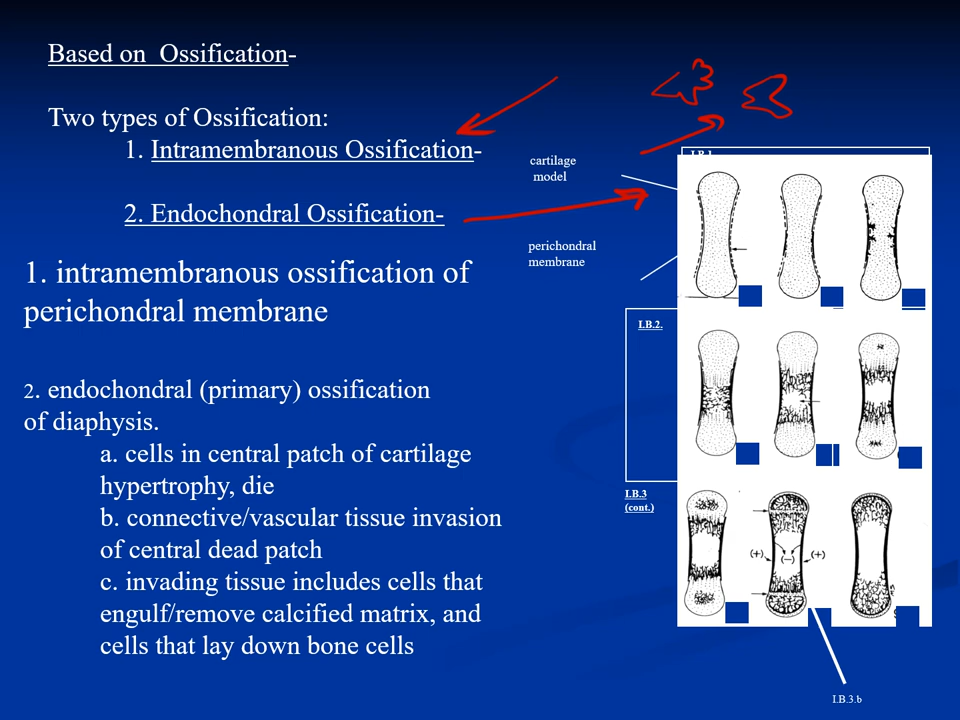 Based on  Ossification-
Two types of Ossification:
1. Intramembranous Ossification-
2. Endochondral Ossification-
1. intramembranous ossification of
perichondral membrane
2. endochondral (primary) ossification
of diaphysis.
a. cells in central patch of cartilage
hypertrophy, die
b. connective/vascular tissue invasion
of central dead patch
c. invading tissue includes cells that
engulf/remove calcified matrix, and
cells that lay down bone cells
cartilage
model
perichondral
membrane
I.B.1.
I.B.2.
I.B.3
(cont.)
(+) (−) (+)
I.B.3.b